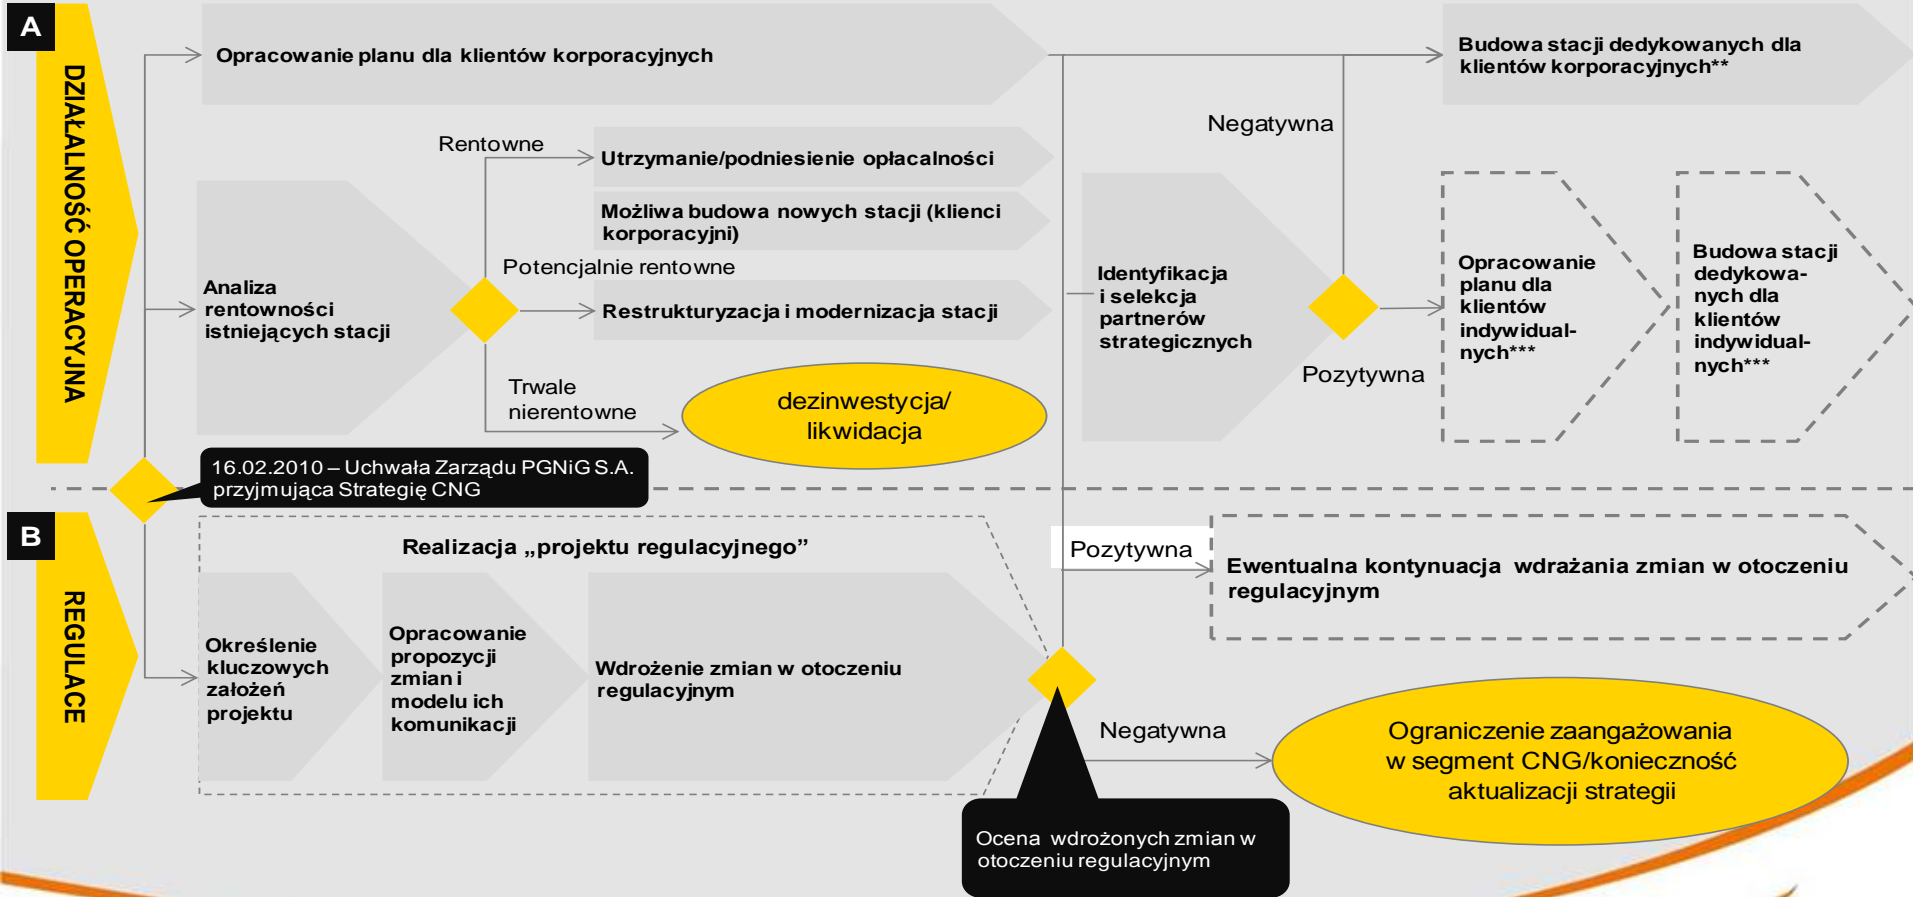 A
DZIAŁALNOŚĆ OPERACYJNA
Opracowanie planu dla klientów korporacyjnych
Budowa stacji dedykowanych dla
klientów korporacyjnych**
Analiza
rentowności
istniejących stacji
Rentowne
Utrzymanie/podniesienie opłacalności
Możliwa budowa nowych stacji (klienci
korporacyjni)
Potencjalnie rentowne
Restrukturyzacja i modernizacja stacji
Trwale
nierentowne
dezinwestycja/
likwidacja
Identyfikacja
i selekcja
partnerów
strategicznych
Negatywna
Pozytywna
Opracowanie
planu dla
klientów
indywidual-
nych***
Budowa stacji
dedykowa-
nych dla
klientów
indywidual-
nych***
16.02.2010 – Uchwała Zarządu PGNiG S.A.
przyjmująca Strategię CNG
B
REGULACE
Realizacja „projektu regulacyjnego”
Określenie
kluczowych
założeń
projektu
Opracowanie
propozycji
zmian i
modelu ich
komunikacji
Wdrożenie zmian w otoczeniu
regulacyjnym
Pozytywna
Ewentualna kontynuacja wdrażania zmian w otoczeniu
regulacyjnym
Negatywna
Ograniczenie zaangażowania
w segment CNG/konieczność
aktualizacji strategii
Ocena wdrożonych zmian w
otoczeniu regulacyjnym